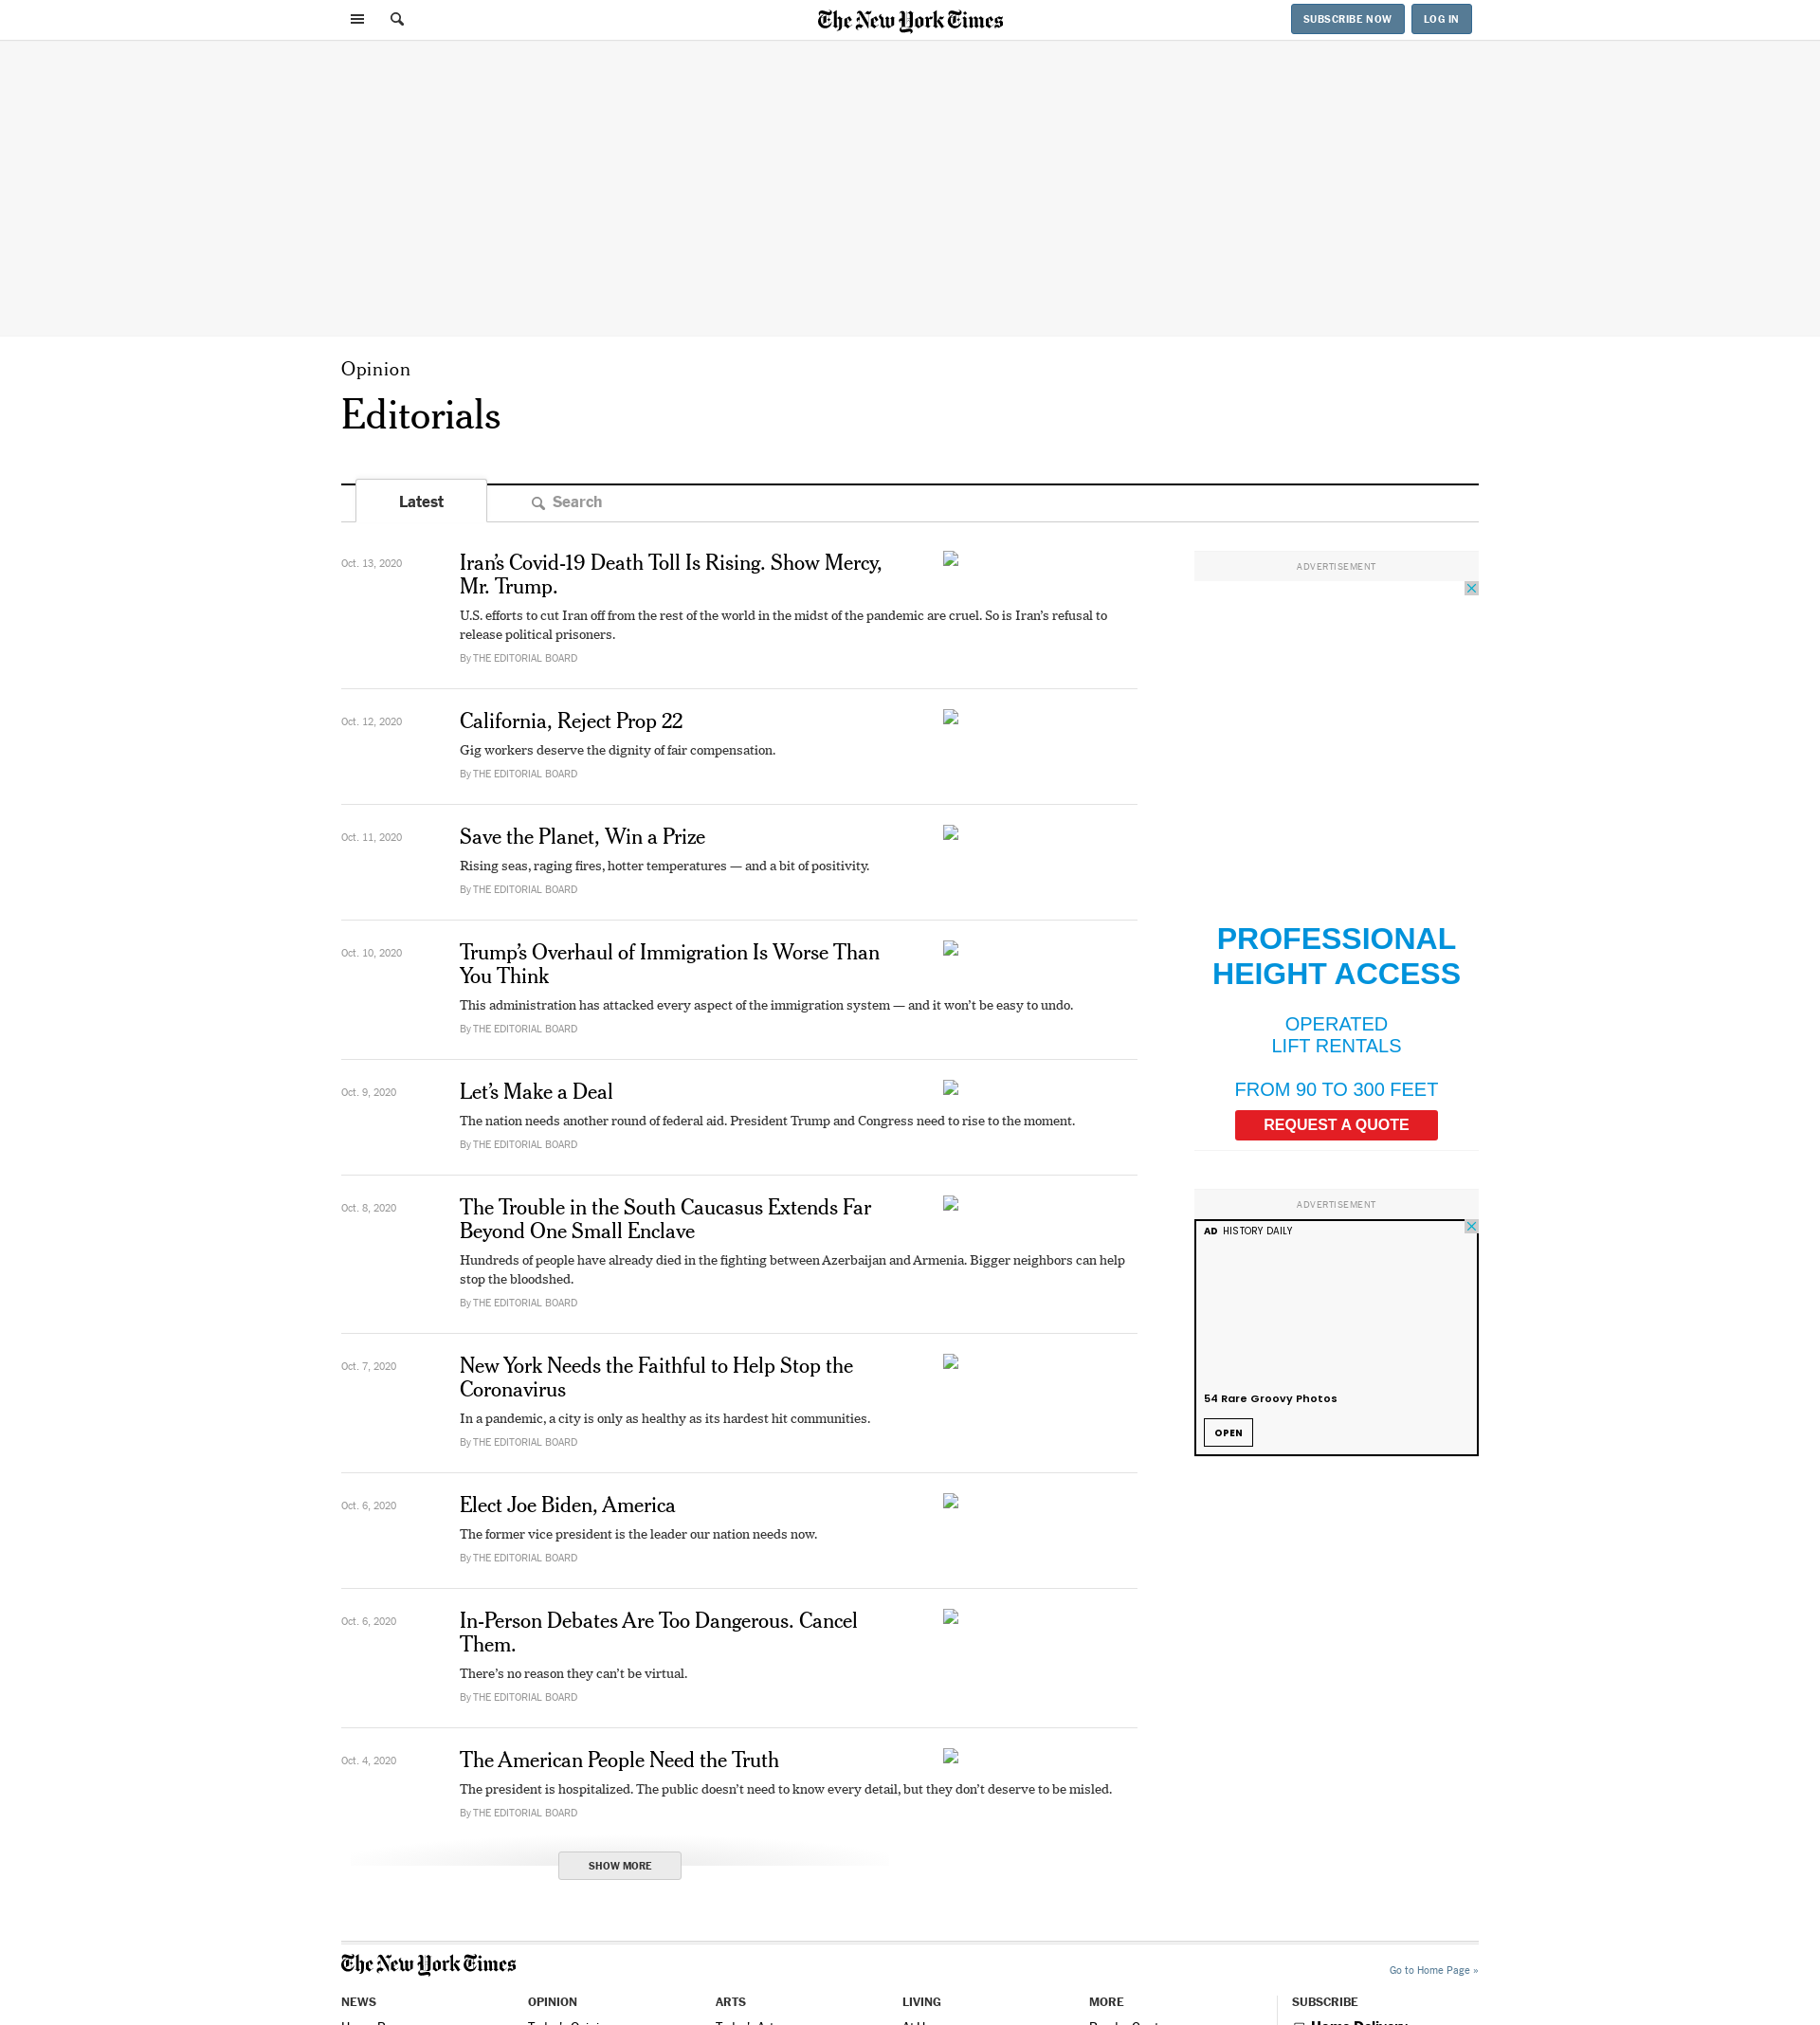 The New York Times
SUBSCRIBE NOW
LOG IN
Opinion
Editorials
Latest
Search
Oct. 13, 2020
Iran’s Covid-19 Death Toll Is Rising. Show Mercy,
Mr. Trump.
U.S. efforts to cut Iran off from the rest of the world in the midst of the pandemic are cruel. So is Iran’s refusal to
release political prisoners.
By THE EDITORIAL BOARD
Oct. 12, 2020
California, Reject Prop 22
Gig workers deserve the dignity of fair compensation.
By THE EDITORIAL BOARD
Oct. 11, 2020
Save the Planet, Win a Prize
Rising seas, raging fires, hotter temperatures — and a bit of positivity.
By THE EDITORIAL BOARD
Oct. 10, 2020
Trump’s Overhaul of Immigration Is Worse Than
You Think
This administration has attacked every aspect of the immigration system — and it won’t be easy to undo.
By THE EDITORIAL BOARD
Oct. 9, 2020
Let’s Make a Deal
The nation needs another round of federal aid. President Trump and Congress need to rise to the moment.
By THE EDITORIAL BOARD
Oct. 8, 2020
The Trouble in the South Caucasus Extends Far
Beyond One Small Enclave
Hundreds of people have already died in the fighting between Azerbaijan and Armenia. Bigger neighbors can help
stop the bloodshed.
By THE EDITORIAL BOARD
Oct. 7, 2020
New York Needs the Faithful to Help Stop the
Coronavirus
In a pandemic, a city is only as healthy as its hardest hit communities.
By THE EDITORIAL BOARD
Oct. 6, 2020
Elect Joe Biden, America
The former vice president is the leader our nation needs now.
By THE EDITORIAL BOARD
Oct. 6, 2020
In-Person Debates Are Too Dangerous. Cancel
Them.
There’s no reason they can’t be virtual.
By THE EDITORIAL BOARD
Oct. 4, 2020
The American People Need the Truth
The president is hospitalized. The public doesn’t need to know every detail, but they don’t deserve to be misled.
By THE EDITORIAL BOARD
SHOW MORE
ADVERTISEMENT
PROFESSIONAL
HEIGHT ACCESS
OPERATED
LIFT RENTALS
FROM 90 TO 300 FEET
REQUEST A QUOTE
ADVERTISEMENT
AD HISTORY DAILY
54 Rare Groovy Photos
OPEN
The New York Times
Go to Home Page »
NEWS
OPINION
ARTS
LIVING
MORE
SUBSCRIBE
Home Delivery